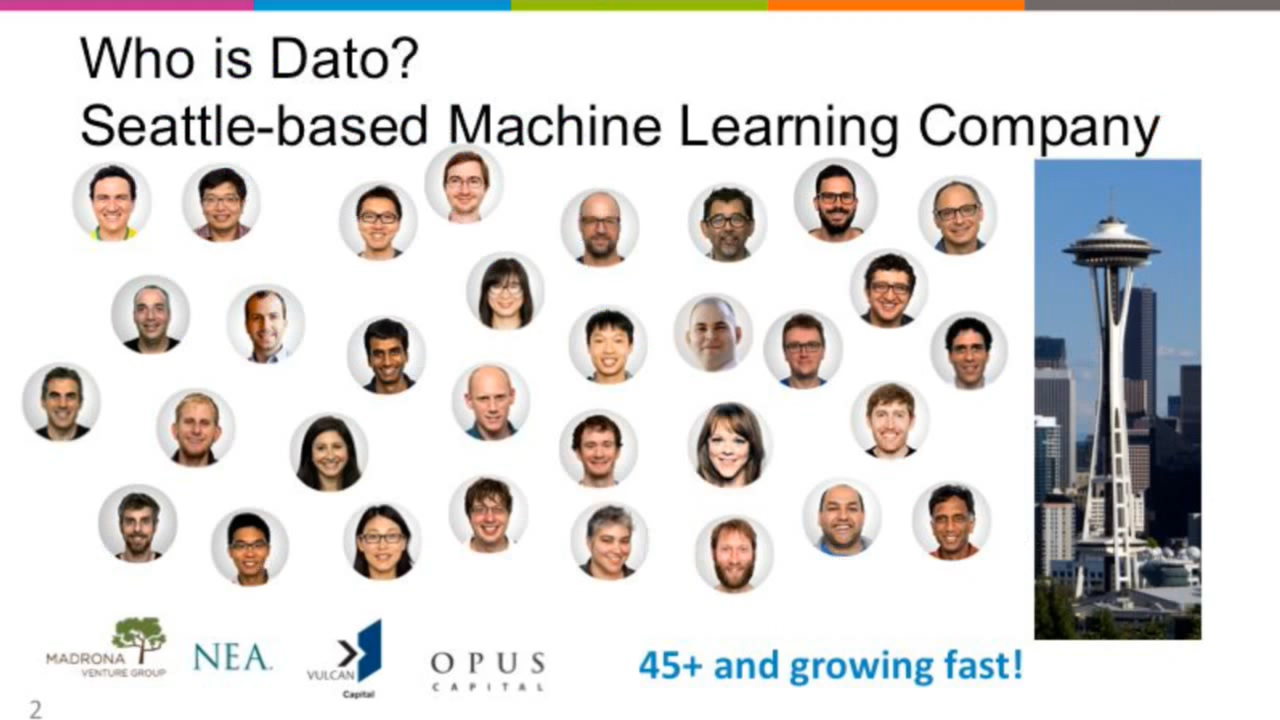 Who is Dato?
Seattle-based Machine Learning Company
MADRONA
VENTURE GROUP
NEA.
VULCAN
Capital
OPUS
CAPITAL
45+ and growing fast!
2